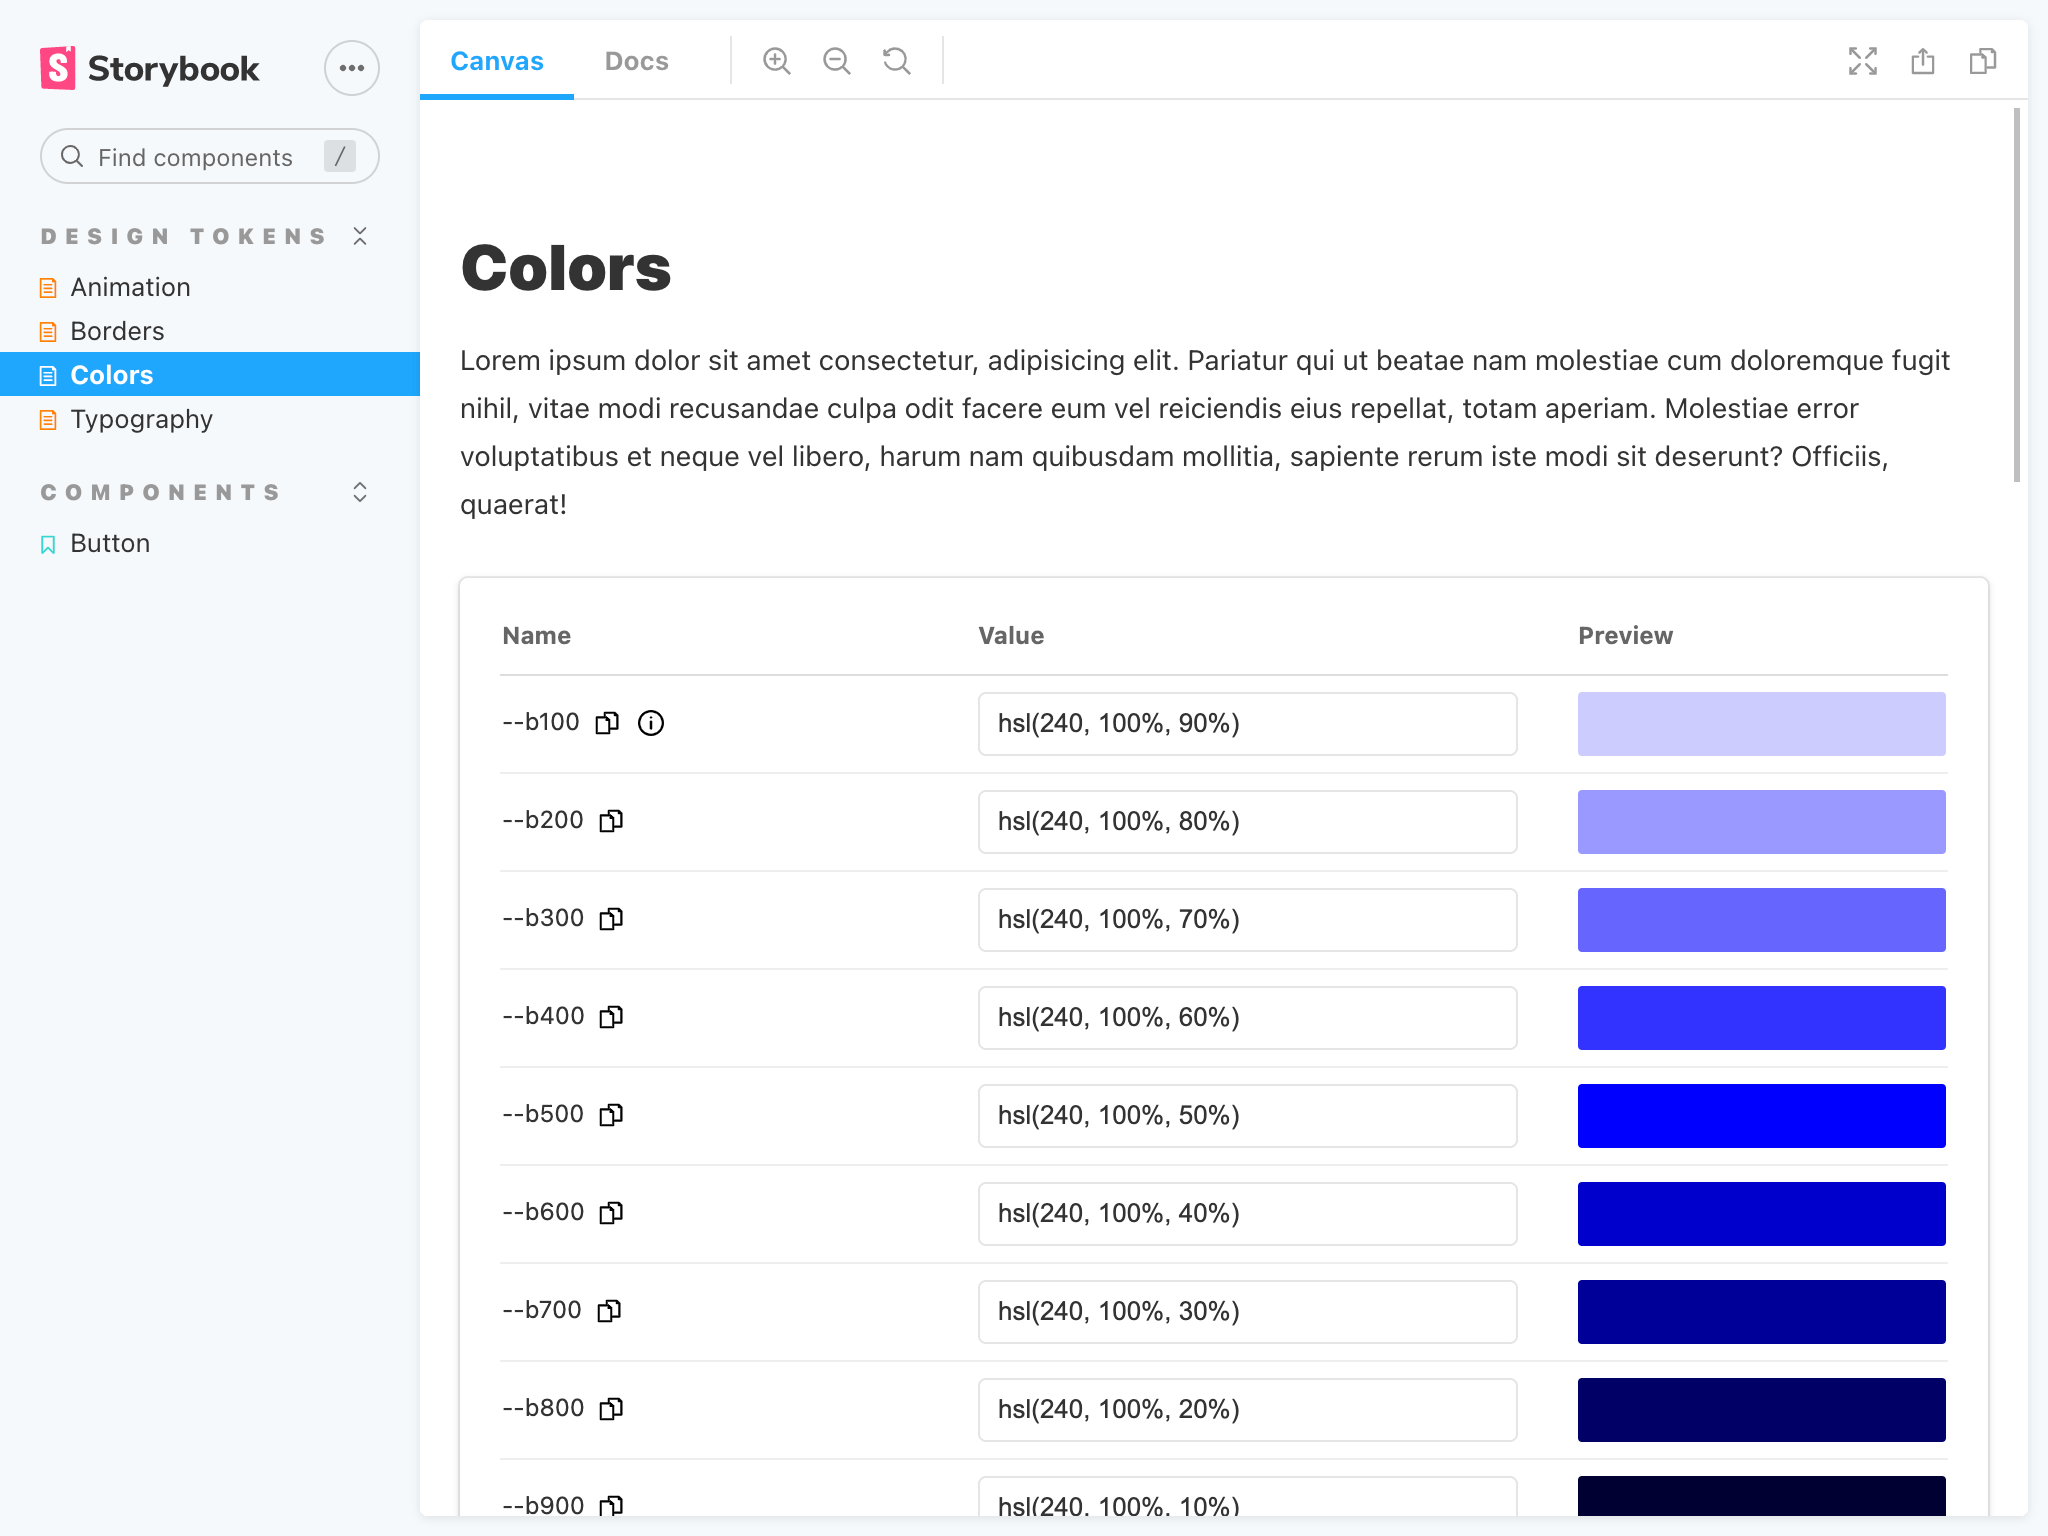 Storybook
Find components /
DESIGN TOKENS
Animation
Borders
Colors
Typography
COMPONENTS
Button
Canvas Docs
Colors
Lorem ipsum dolor sit amet consectetur, adipisicing elit. Pariatur qui ut beatae nam molestiae cum doloremque fugit
nihil, vitae modi recusandae culpa odit facere eum vel reiciendis eius repellat, totam aperiam. Molestiae error
voluptatibus et neque vel libero, harum nam quibusdam mollitia, sapiente rerum iste modi sit deserunt? Officiis,
quaerat!
Name Value Preview
--b100 hsl(240, 100%, 90%)
--b200 hsl(240, 100%, 80%)
--b300 hsl(240, 100%, 70%)
--b400 hsl(240, 100%, 60%)
--b500 hsl(240, 100%, 50%)
--b600 hsl(240, 100%, 40%)
--b700 hsl(240, 100%, 30%)
--b800 hsl(240, 100%, 20%)
--b900 hsl(240, 100%, 10%)